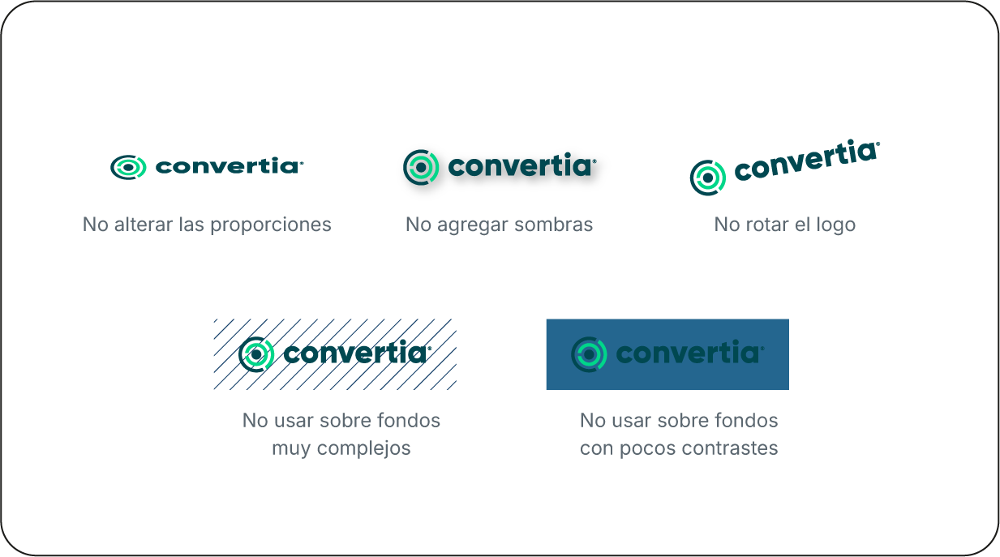 convertia®
convertia®
convertia®
No alterar las proporciones
No agregar sombras
No rotar el logo
convertia®
convertia®
No usar sobre fondos
muy complejos
No usar sobre fondos
con pocos contrastes